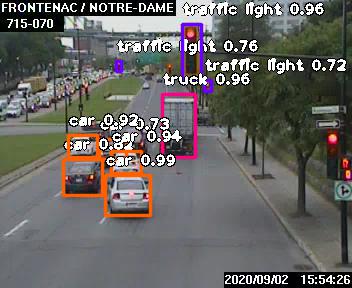 FRONTENAC / NOTRE-DAME
715-070
traffic light 0.96
traffic light 0.76
traffic light 0.72
truck 0.96
car 0.92
0.73
car 0.94
car 0.82
car 0.99
2020/09/02 15:54:26